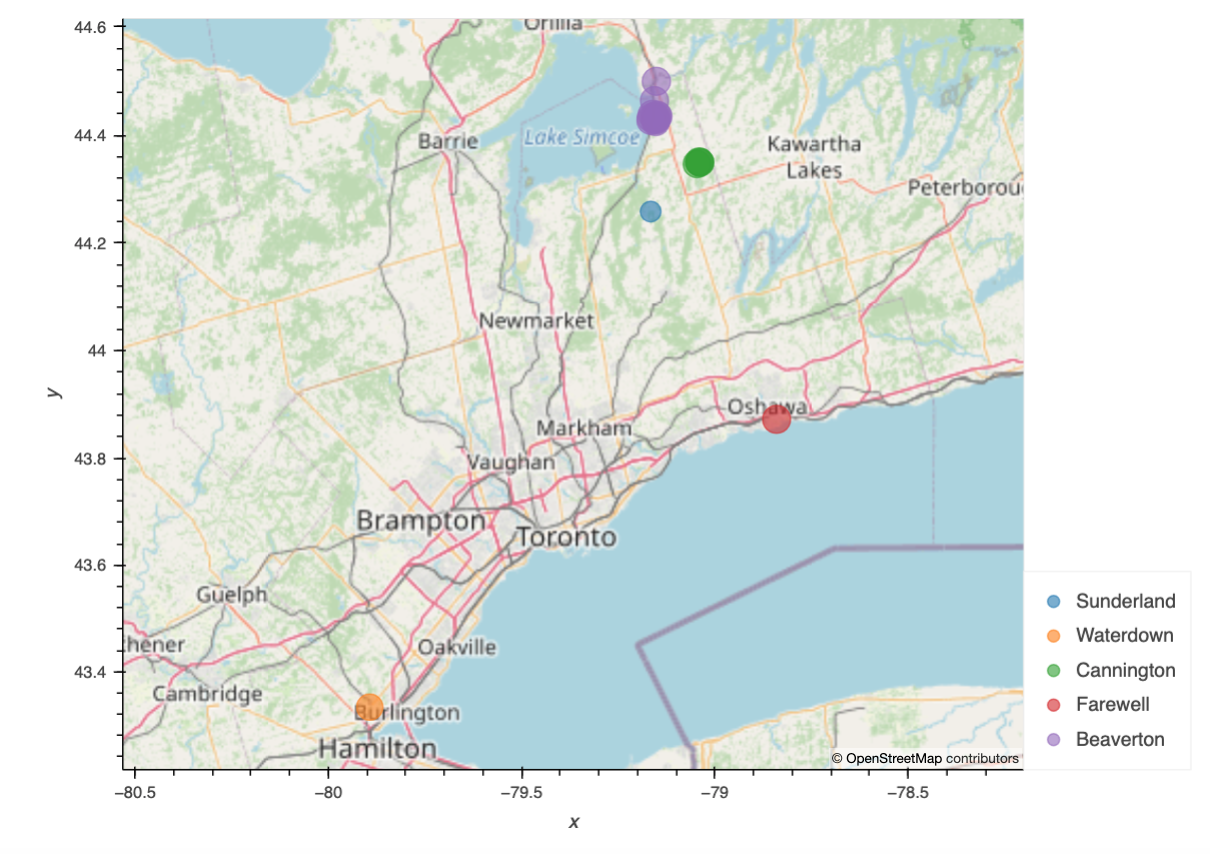 44.6
Orillia
44.4
Barrie
Lake Simcoe
Kawartha
Lakes
Peterborou
44.2
Newmarket
44
y
Oshawa
Markham
43.8
Vaughan
Brampton
Toronto
43.6
Guelph
Sunderland
Waterdown
chener
Oakville
43.4
Cannington
Cambridge
Farewell
Burlington
Hamilton
Beaverton
© OpenStreetMap contributors
−80.5 −80 −79.5 −79 −78.5
x